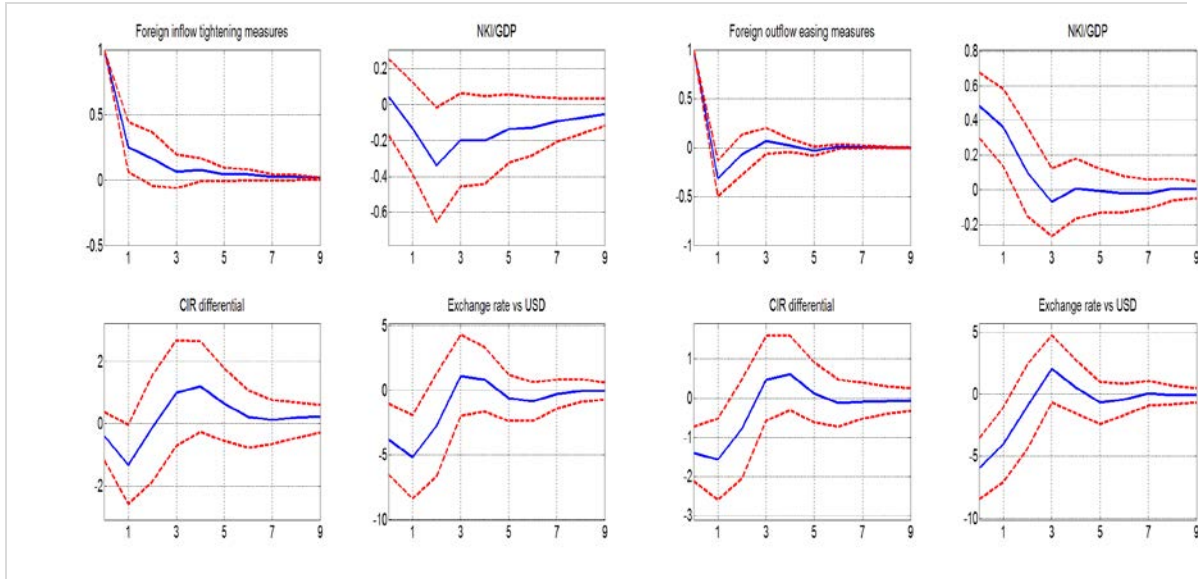 Foreign inflow tightening measures
1
0.5
0
-0.5
1 3 5 7 9
NKI/GDP
0.2
0
-0.2
-0.4
-0.6
1 3 5 7 9
Foreign outflow easing measures
1
0.5
0
-0.5
-1
1 3 5 7 9
NKI/GDP
0.8
0.6
0.4
0.2
0
-0.2
1 3 5 7 9
CIR differential
2
0
-2
1 3 5 7 9
Exchange rate vs USD
5
0
-5
-10
1 3 5 7 9
CIR differential
1
0
-1
-2
-3
1 3 5 7 9
Exchange rate vs USD
5
0
-5
-10
1 3 5 7 9